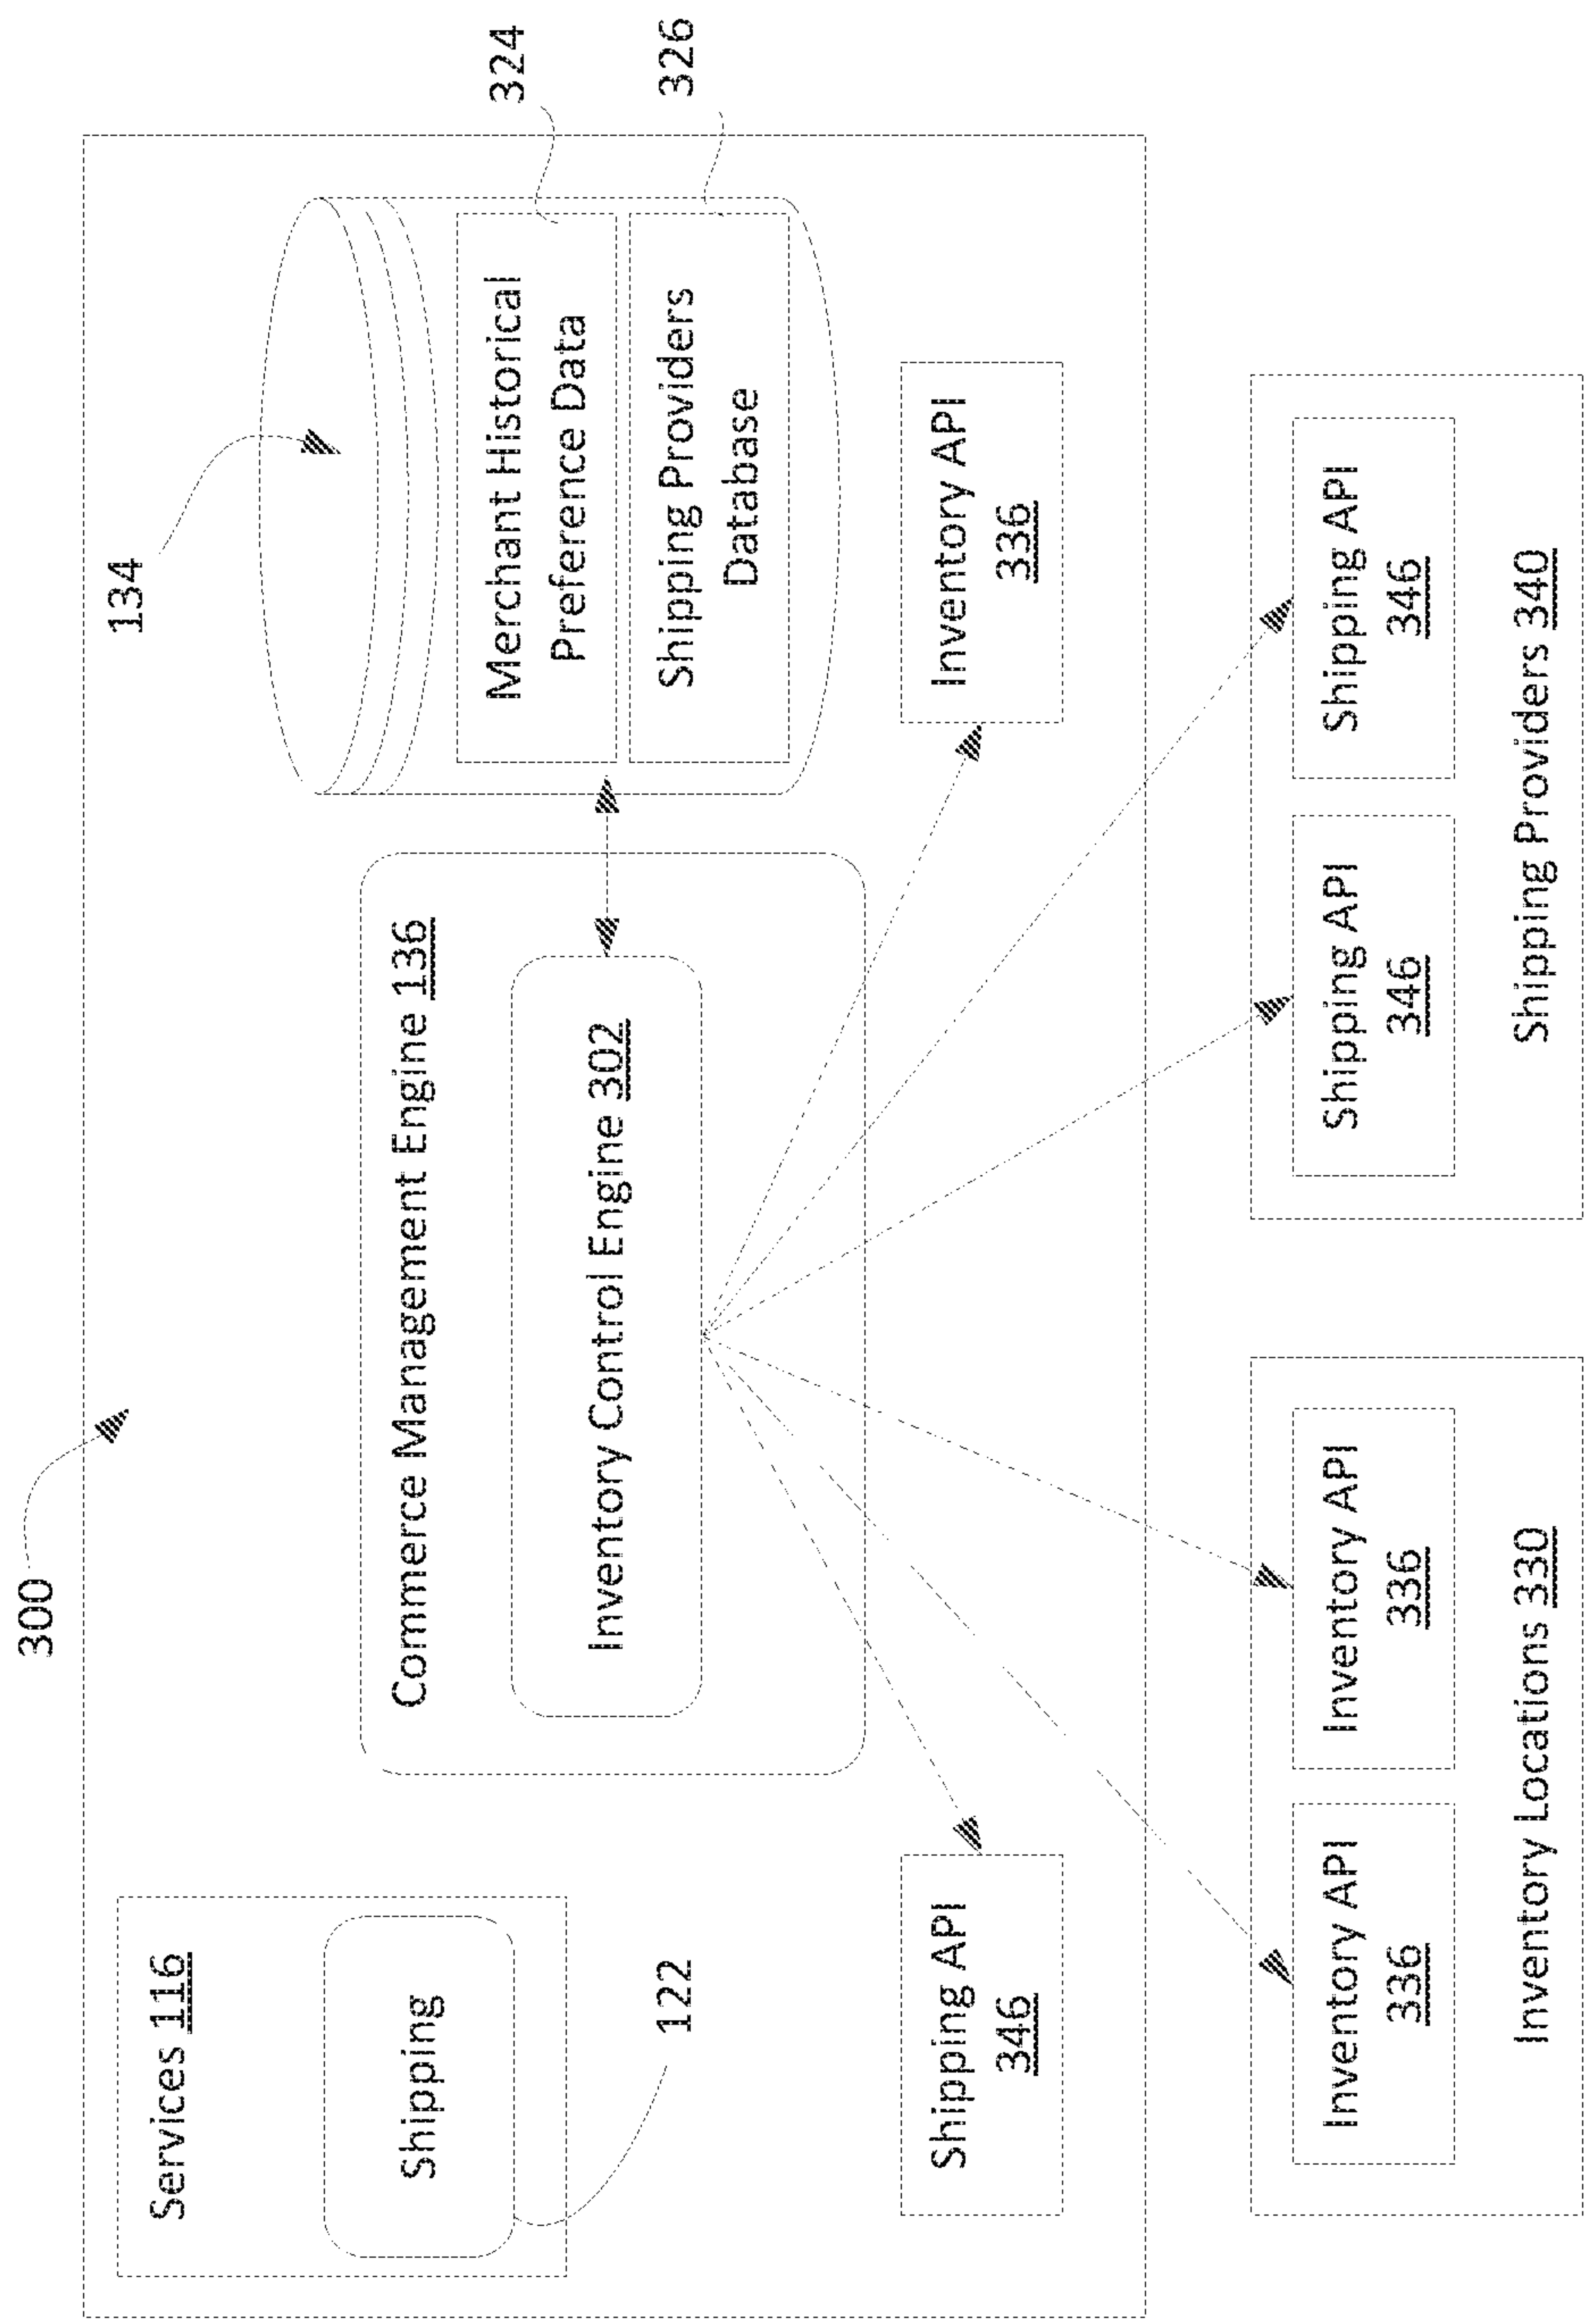 300
Services 116
Shipping
122
Commerce Management Engine 136
Inventory Control Engine 302
134
Merchant Historical
Preference Data
324
Shipping Providers
Database
326
Shipping API
346
Inventory API
336
Inventory API
336
Inventory API
336
Inventory Locations 330
Shipping API
346
Shipping API
346
Shipping Providers 340